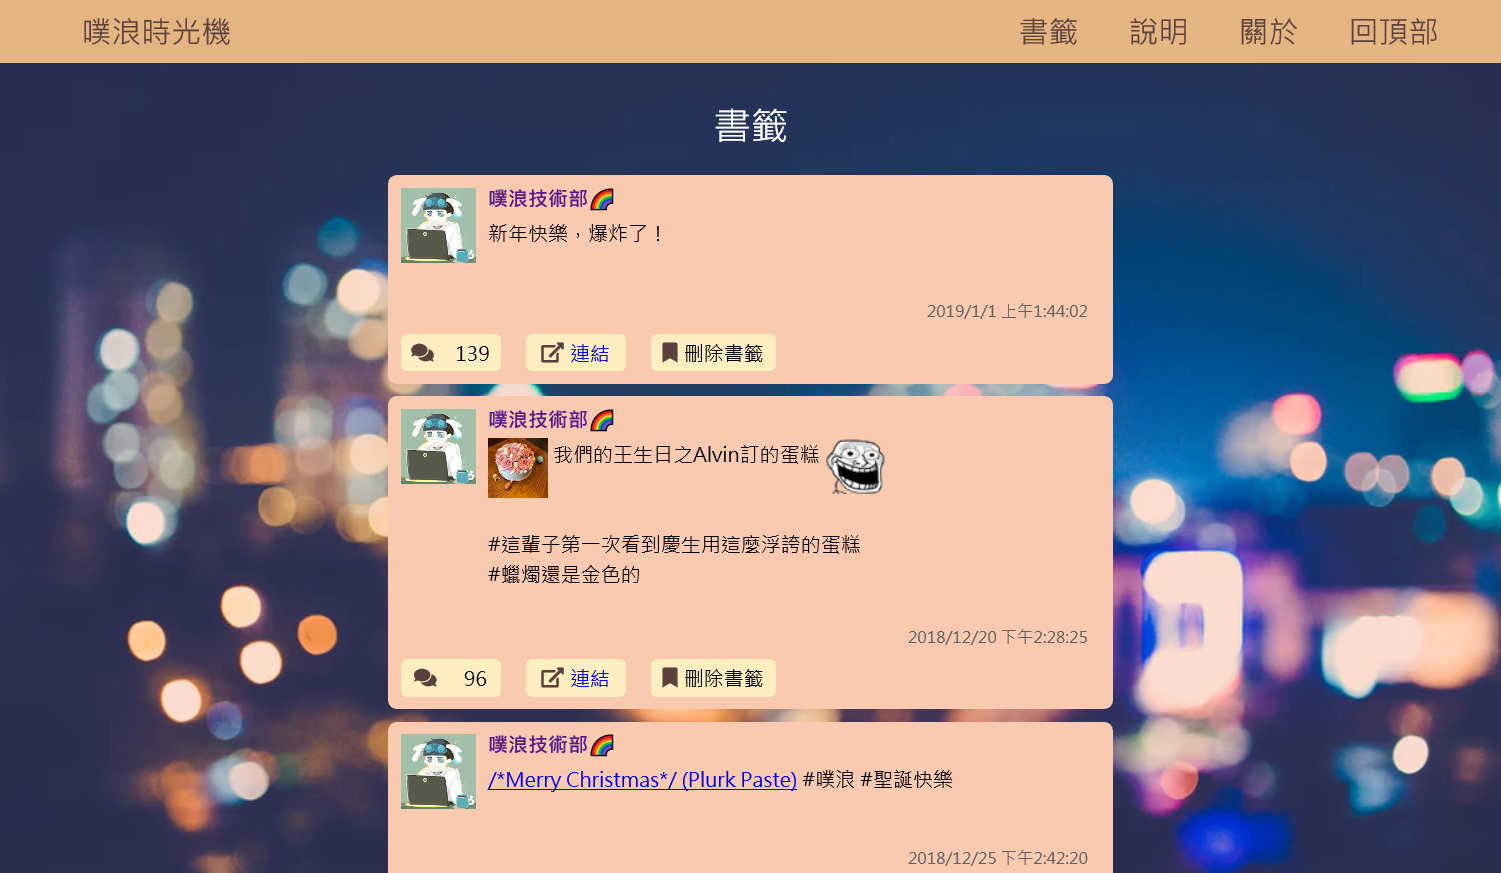 噗浪時光機
書籤 說明 關於 回頂部
書籤
噗浪技術部
新年快樂，爆炸了！
2019/1/1 上午1:44:02
139 連結 刪除書籤
噗浪技術部
我們的王生日之Alvin訂的蛋糕
#這輩子第一次看到慶生用這麼浮誇的蛋糕
#蠟燭還是金色的
2018/12/20 下午2:28:25
96 連結 刪除書籤
噗浪技術部
/*Merry Christmas*/ (Plurk Paste) #噗浪 #聖誕快樂
2018/12/25 下午2:42:20